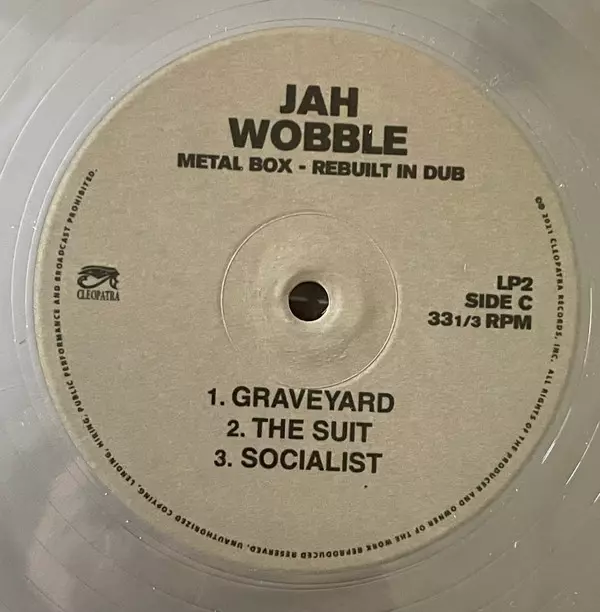 JAH
WOBBLE
METAL BOX - REBUILT IN DUB
CLEOPATRA
LP2
SIDE C
33 1/3 RPM
1. GRAVEYARD
2. THE SUIT
3. SOCIALIST
℗© 2021 CLEOPATRA RECORDS, INC. ALL RIGHTS OF THE PRODUCER AND OWNER OF THE WORK REPRODUCED RESERVED. UNAUTHORIZED COPYING, LENDING, HIRING, PUBLIC PERFORMANCE AND BROADCAST PROHIBITED.